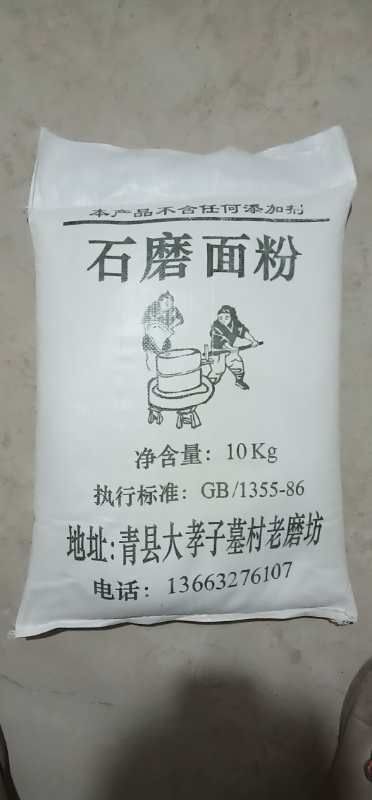 本产品不含任何添加剂
石磨面粉
净含量：10Kg
执行标准：GB/1355-86
地址：青县大孝子墓村老磨坊
电话：13663276107